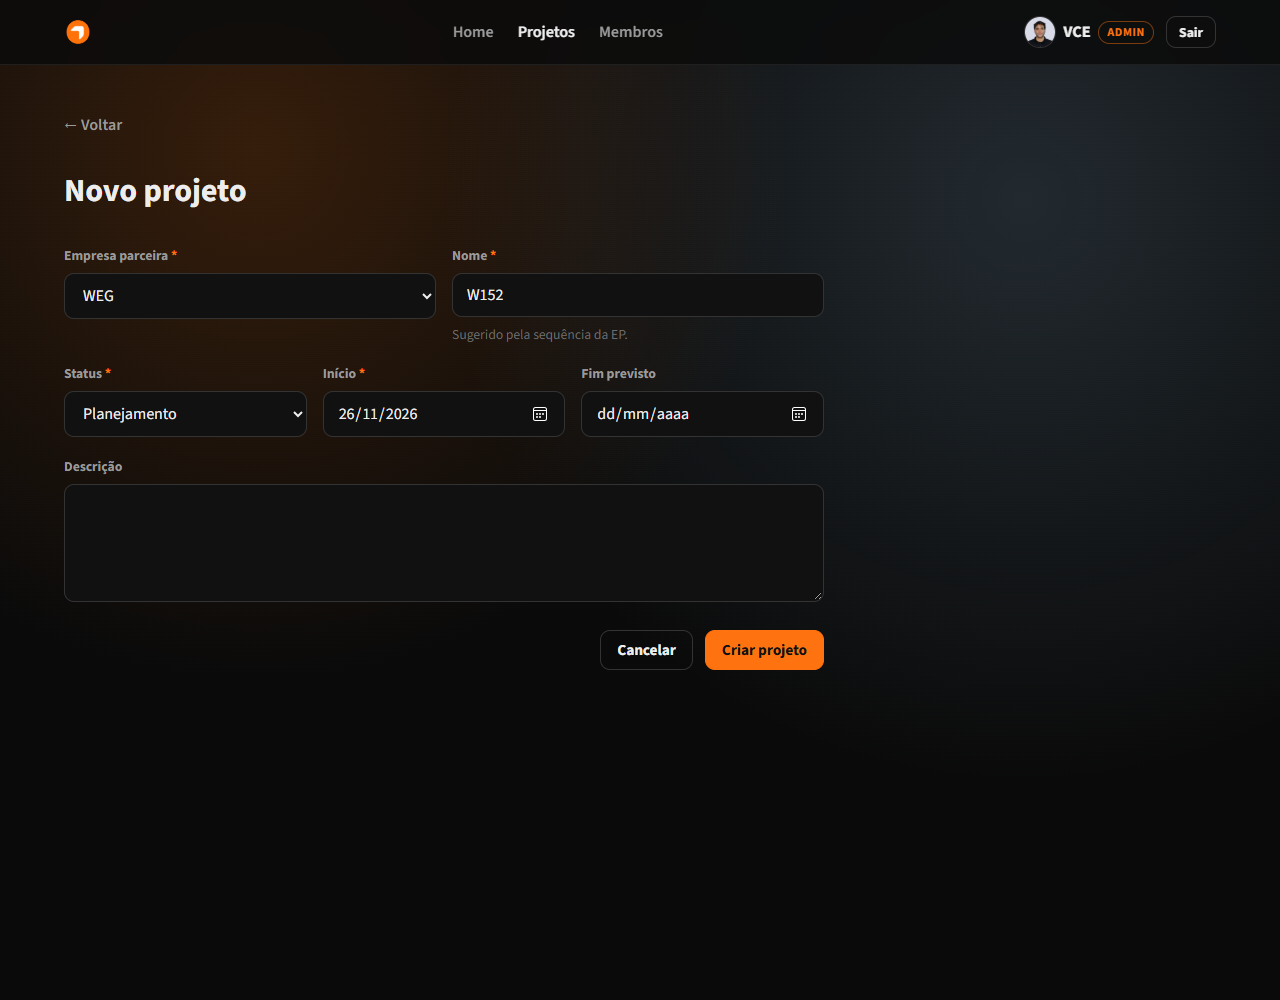 Home Projetos Membros VCE ADMIN Sair
← Voltar
Novo projeto
Empresa parceira * Nome *
WEG W152
Sugerido pela sequência da EP.
Status * Início * Fim previsto
Planejamento 26/11/2026 dd/mm/aaaa
Descrição
Cancelar Criar projeto